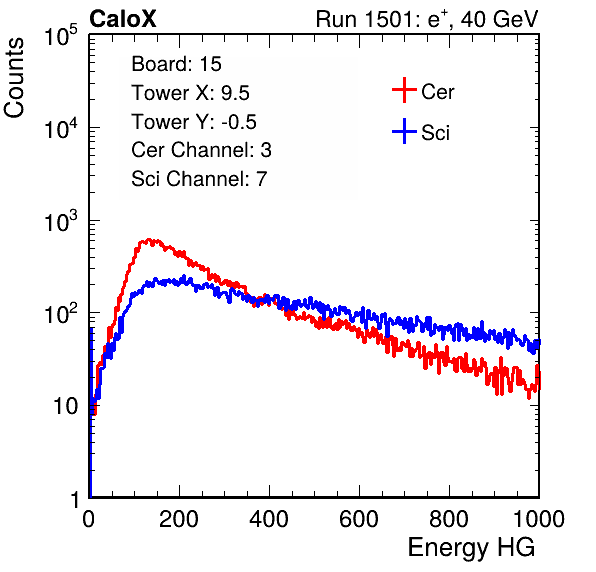 CaloX Run 1501: e⁺, 40 GeV
Counts
10⁵
10⁴
10³
10²
10
1
Board: 15
Tower X: 9.5
Tower Y: -0.5
Cer Channel: 3
Sci Channel: 7
Cer
Sci
0 200 400 600 800 1000
Energy HG